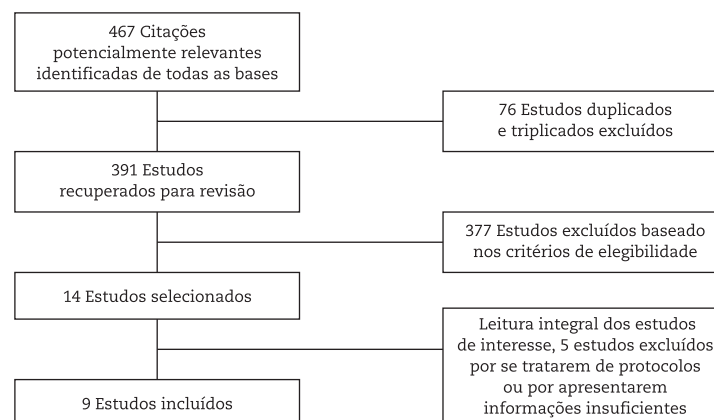 467 Citações
potencialmente relevantes
identificadas de todas as bases
76 Estudos duplicados
e triplicados excluídos
391 Estudos
recuperados para revisão
377 Estudos excluídos baseado
nos critérios de elegibilidade
14 Estudos selecionados
Leitura integral dos estudos
de interesse, 5 estudos excluídos
por se tratarem de protocolos
ou por apresentarem
informações insuficientes
9 Estudos incluídos